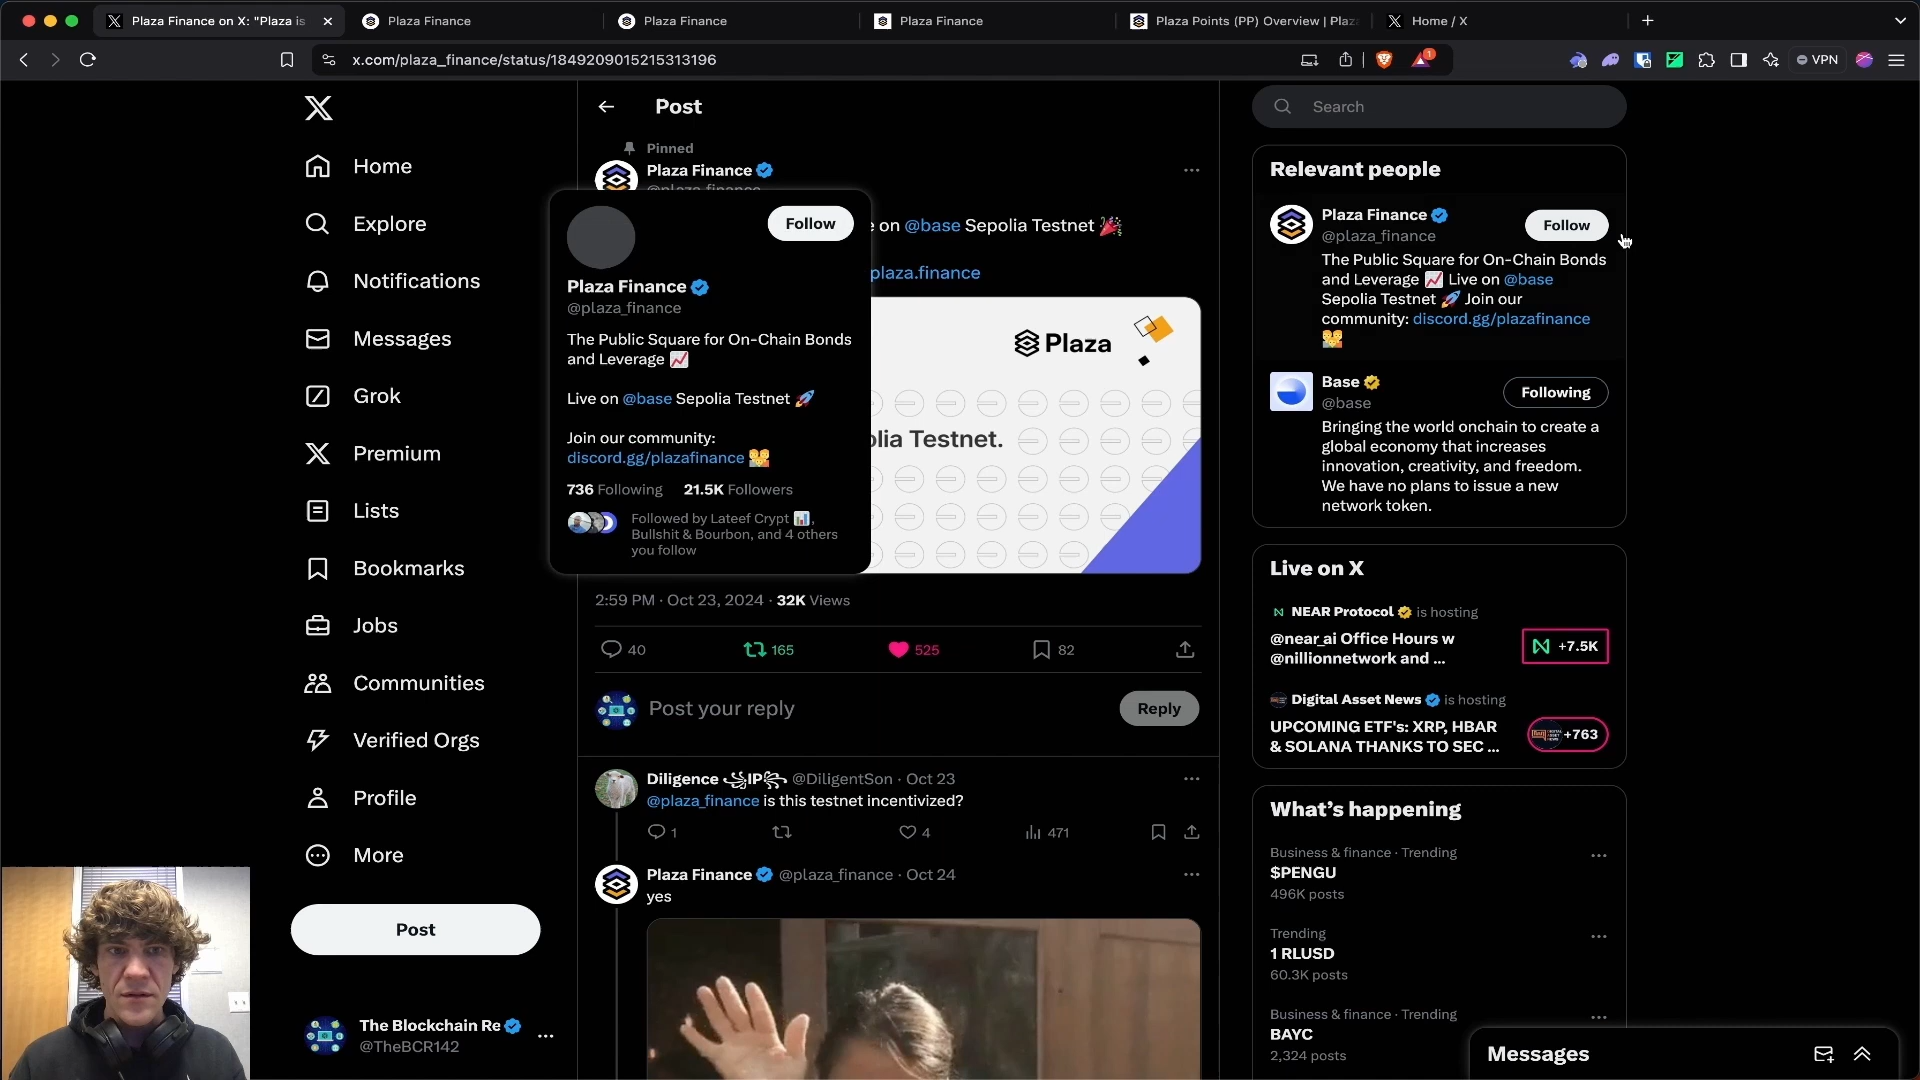 Plaza Finance on X: "Plaza is
Plaza Finance
Plaza Finance
Plaza Finance
Plaza Points (PP) Overview | Plaz
Home / X
x.com/plaza_finance/status/1849209015215313196
1
VPN
Home
Explore
Notifications
Messages
Grok
Premium
Lists
Bookmarks
Jobs
Communities
Verified Orgs
Profile
More
Post
The Blockchain Re
@TheBCR142
Post
Pinned
Plaza Finance
@plaza_finance
e on @base Sepolia Testnet 🎉
plaza.finance
Follow
Plaza Finance
@plaza_finance
The Public Square for On-Chain Bonds
and Leverage 📈
Live on @base Sepolia Testnet 🚀
Join our community:
discord.gg/plazafinance
736 Following 21.5K Followers
Followed by Lateef Crypt 📊,
Bullshit & Bourbon, and 4 others
you follow
Plaza
olia Testnet.
2:59 PM · Oct 23, 2024 · 32K Views
40 165 525 82
Post your reply
Reply
Diligence ꧁IP꧂ @DiligentSon · Oct 23
@plaza_finance is this testnet incentivized?
1 4 471
Plaza Finance @plaza_finance · Oct 24
yes
Search
Relevant people
Plaza Finance
@plaza_finance
Follow
The Public Square for On-Chain Bonds
and Leverage 📈 Live on @base
Sepolia Testnet 🚀 Join our
community: discord.gg/plazafinance
Base
@base
Following
Bringing the world onchain to create a
global economy that increases
innovation, creativity, and freedom.
We have no plans to issue a new
network token.
Live on X
NEAR Protocol is hosting
@near_ai Office Hours w
@nillionnetwork and ...
+7.5K
Digital Asset News is hosting
UPCOMING ETF's: XRP, HBAR
& SOLANA THANKS TO SEC ...
+763
What's happening
Business & finance · Trending
$PENGU
496K posts
Trending
1 RLUSD
60.3K posts
Business & finance · Trending
BAYC
2,324 posts
Messages